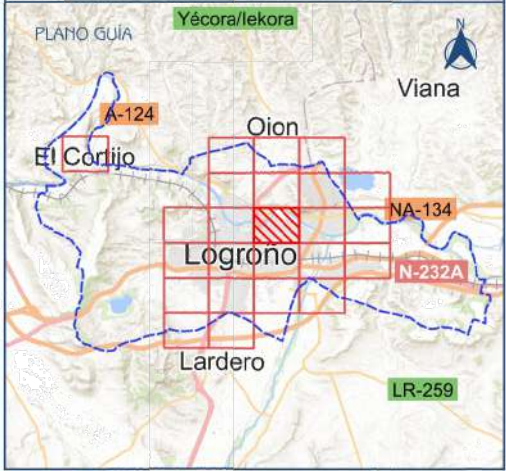 Yécora/Iekora
N
PLANO GUÍA
Viana
A-124
Oion
El Cortijo
NA-134
Logroño
N-232A
Lardero
LR-259